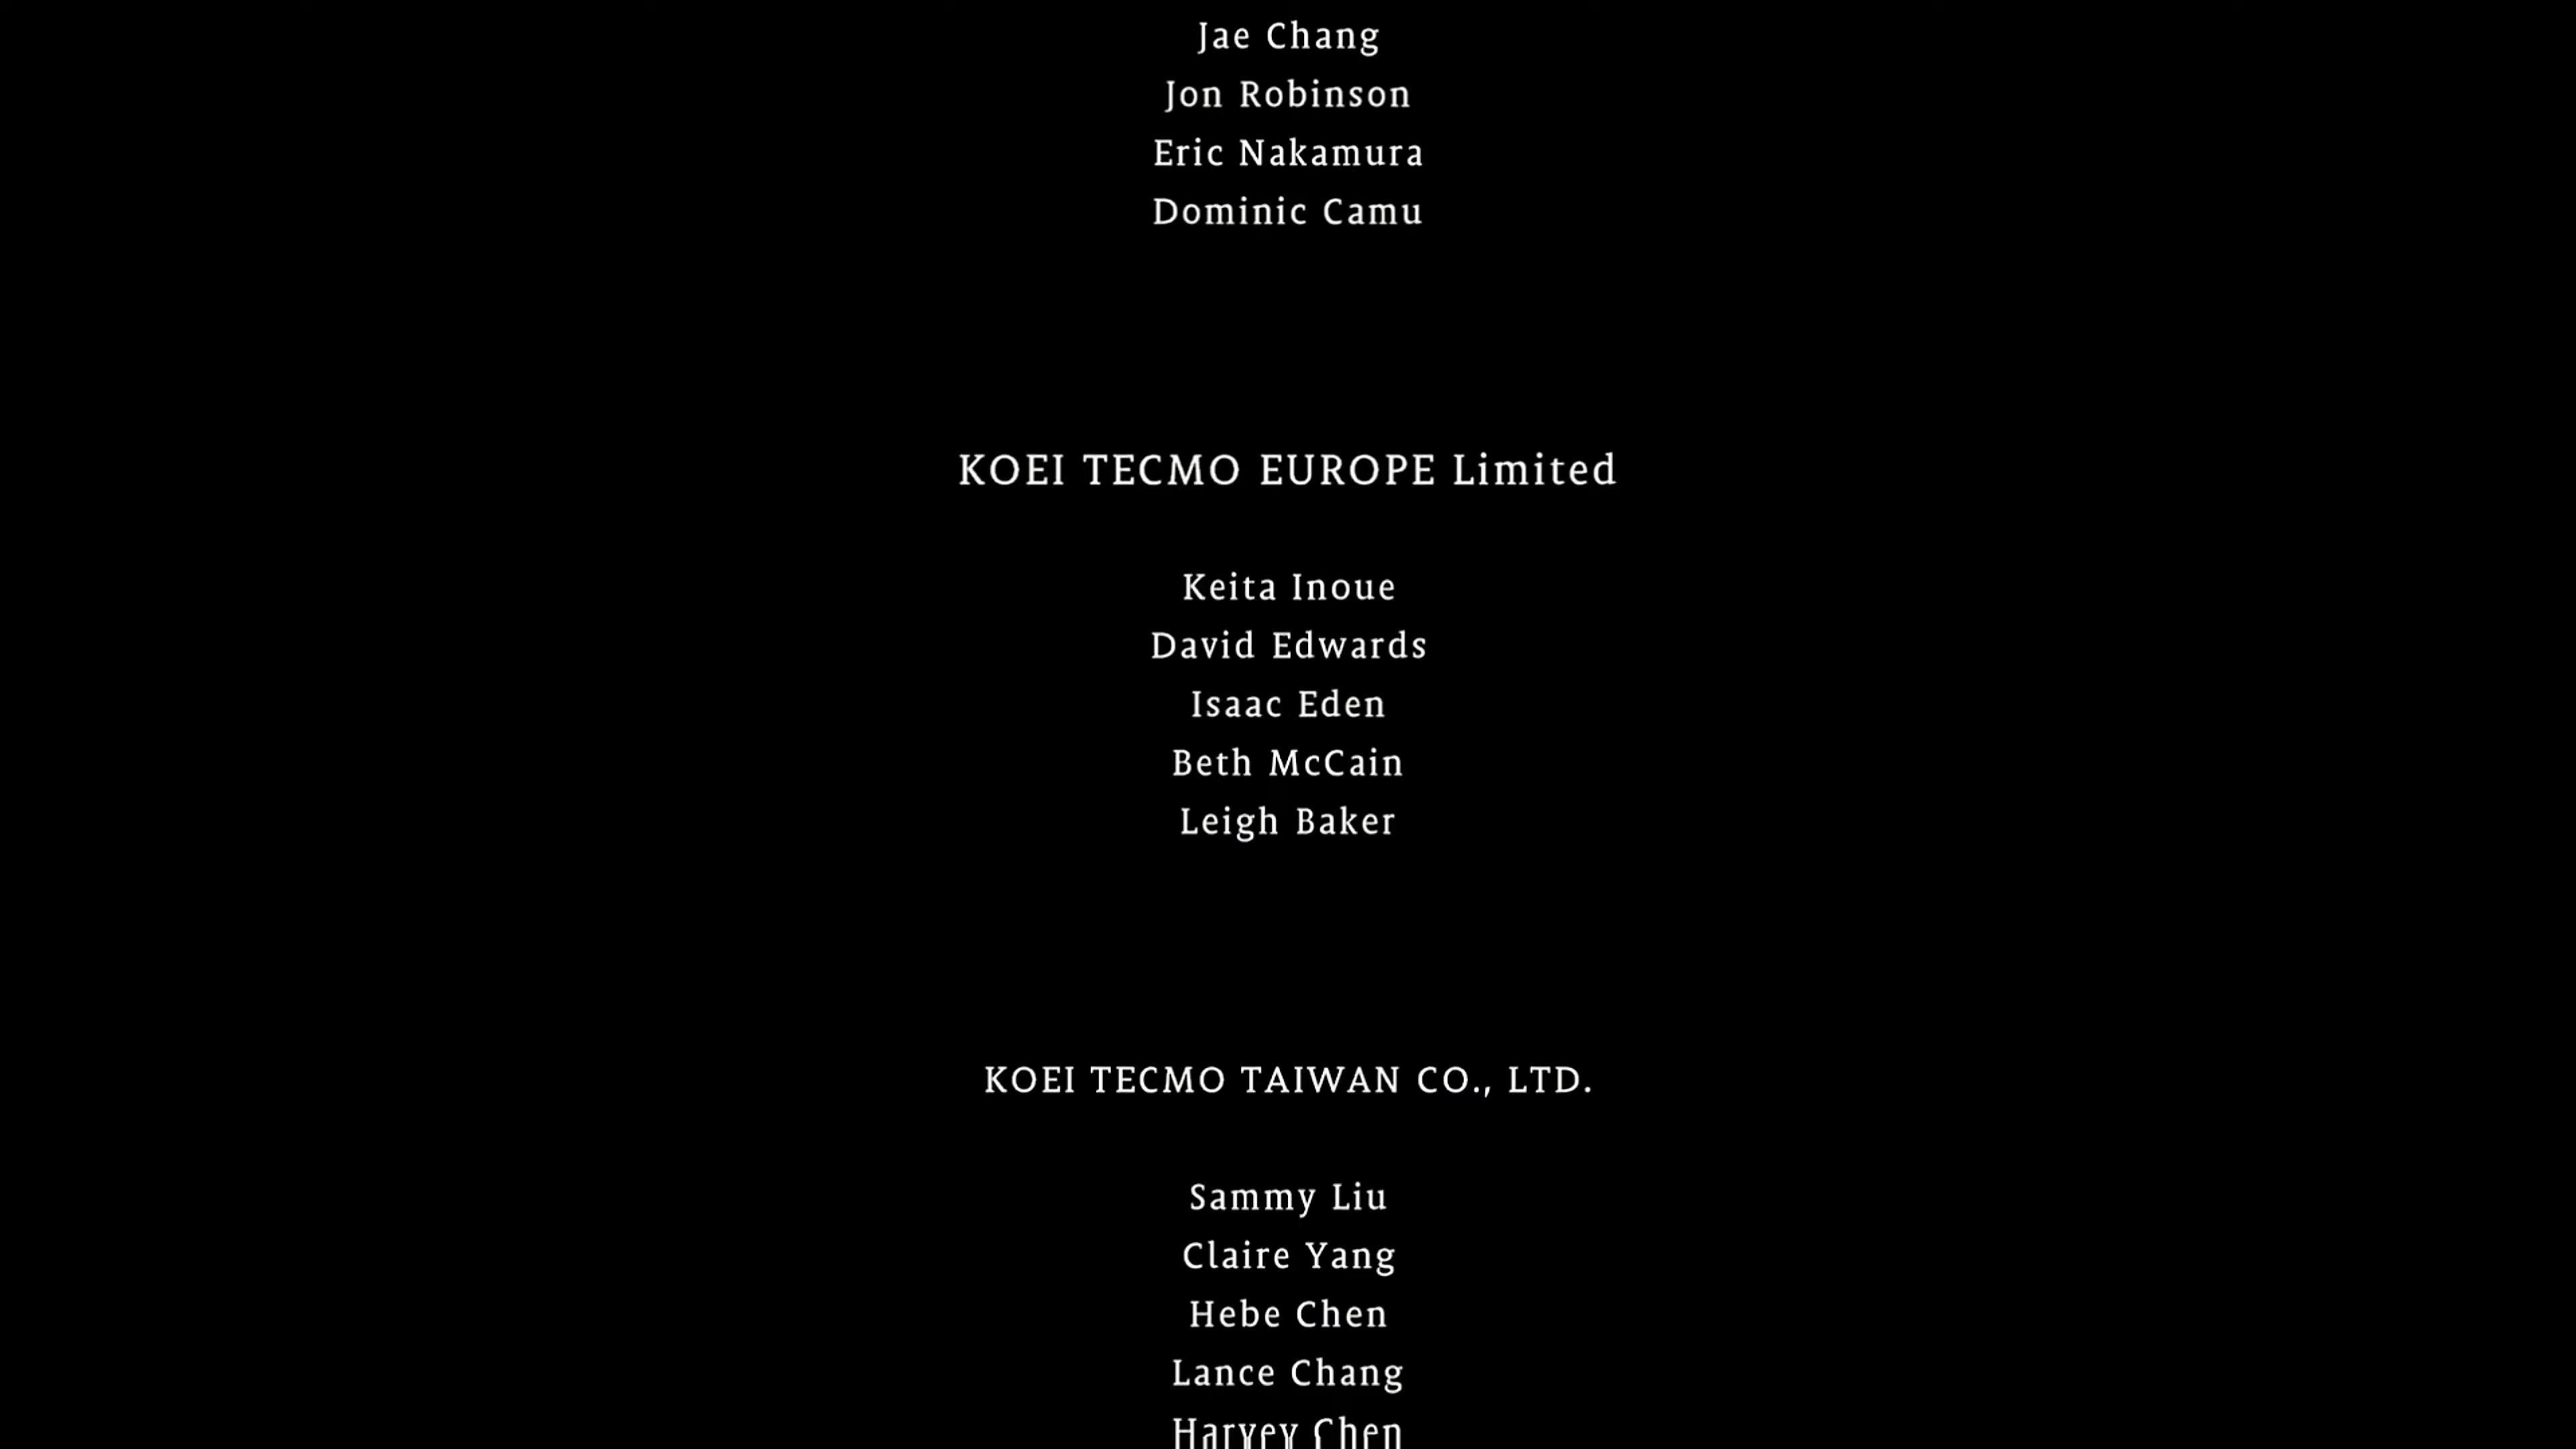 Jae Chang
Jon Robinson
Eric Nakamura
Dominic Camu
KOEI TECMO EUROPE Limited
Keita Inoue
David Edwards
Isaac Eden
Beth McCain
Leigh Baker
KOEI TECMO TAIWAN CO., LTD.
Sammy Liu
Claire Yang
Hebe Chen
Lance Chang
Harvey Chen